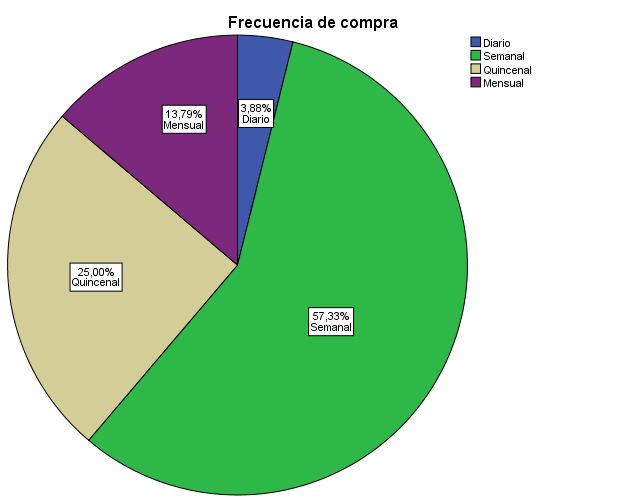 Frecuencia de compra
Diario
Semanal
Quincenal
Mensual
13,79%
Mensual
3,88%
Diario
25,00%
Quincenal
57,33%
Semanal